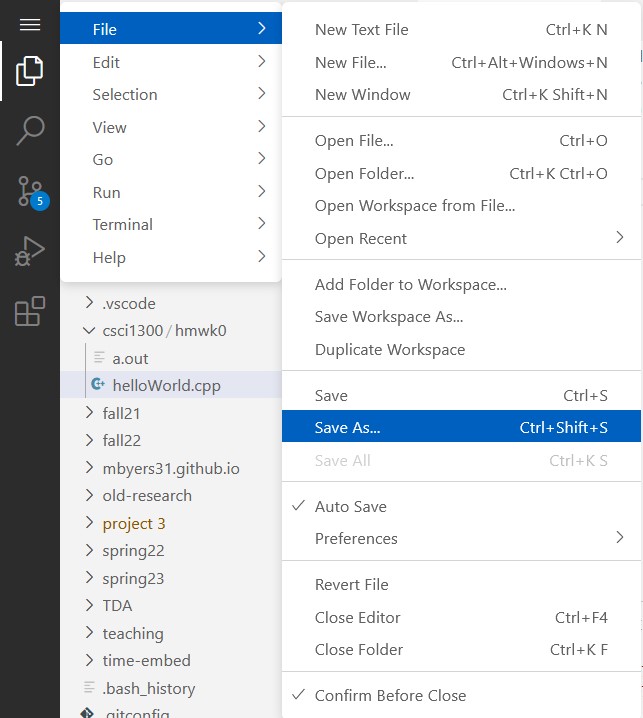 File
Edit
Selection
View
Go
Run
Terminal
Help
New Text File Ctrl+K N
New File... Ctrl+Alt+Windows+N
New Window Ctrl+K Shift+N
Open File... Ctrl+O
Open Folder... Ctrl+K Ctrl+O
Open Workspace from File...
Open Recent
Add Folder to Workspace...
Save Workspace As...
Duplicate Workspace
Save Ctrl+S
Save As... Ctrl+Shift+S
Save All Ctrl+K S
Auto Save
Preferences
Revert File
Close Editor Ctrl+F4
Close Folder Ctrl+K F
Confirm Before Close
5
.vscode
csci1300 / hmwk0
a.out
helloWorld.cpp
fall21
fall22
mbyers31.github.io
old-research
project 3
spring22
spring23
TDA
teaching
time-embed
.bash_history
.gitconfig